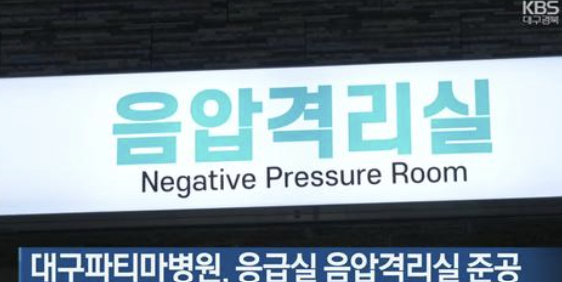 KBS
대구경북
음압격리실
Negative Pressure Room
대구파티마병원, 응급실 음압격리실 준공